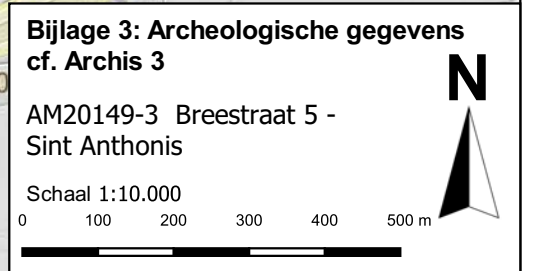 Bijlage 3: Archeologische gegevens
cf. Archis 3
N
AM20149-3 Breestraat 5 -
Sint Anthonis
Schaal 1:10.000
0 100 200 300 400 500 m